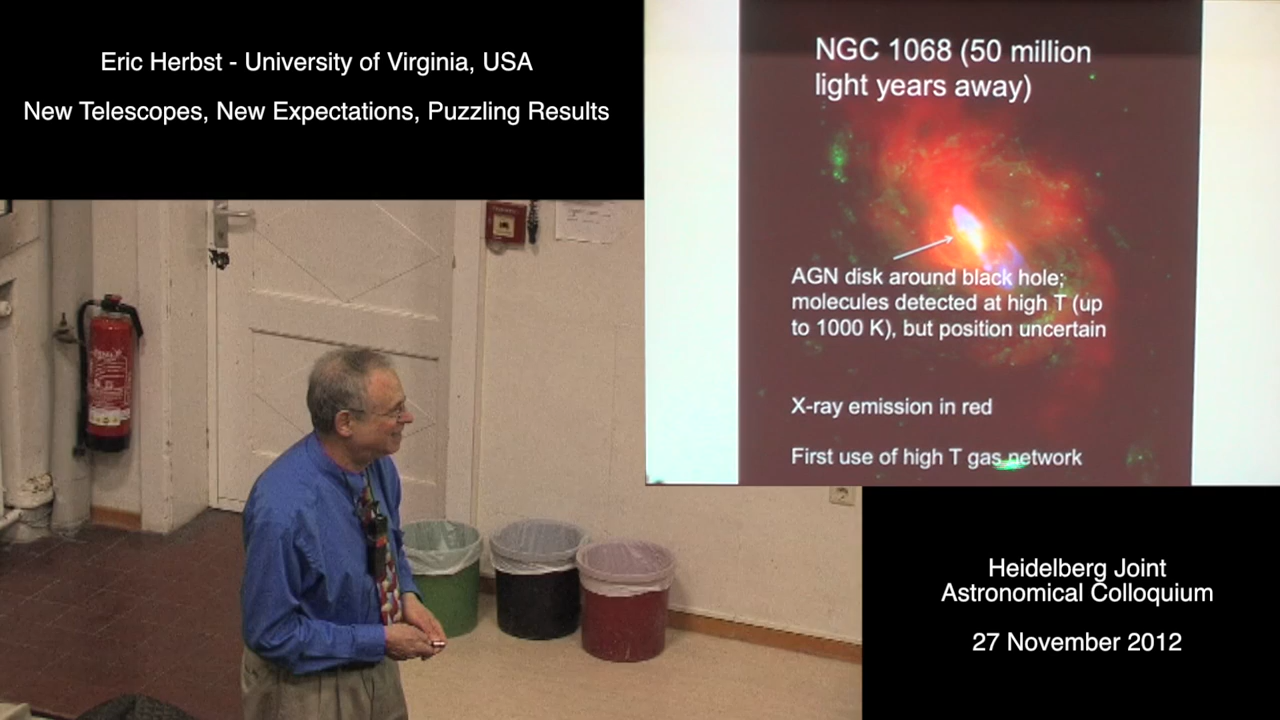 Eric Herbst - University of Virginia, USA
New Telescopes, New Expectations, Puzzling Results
NGC 1068 (50 million
light years away)
AGN disk around black hole;
molecules detected at high T (up
to 1000 K), but position uncertain
X-ray emission in red
First use of high T gas network
Heidelberg Joint
Astronomical Colloquium
27 November 2012